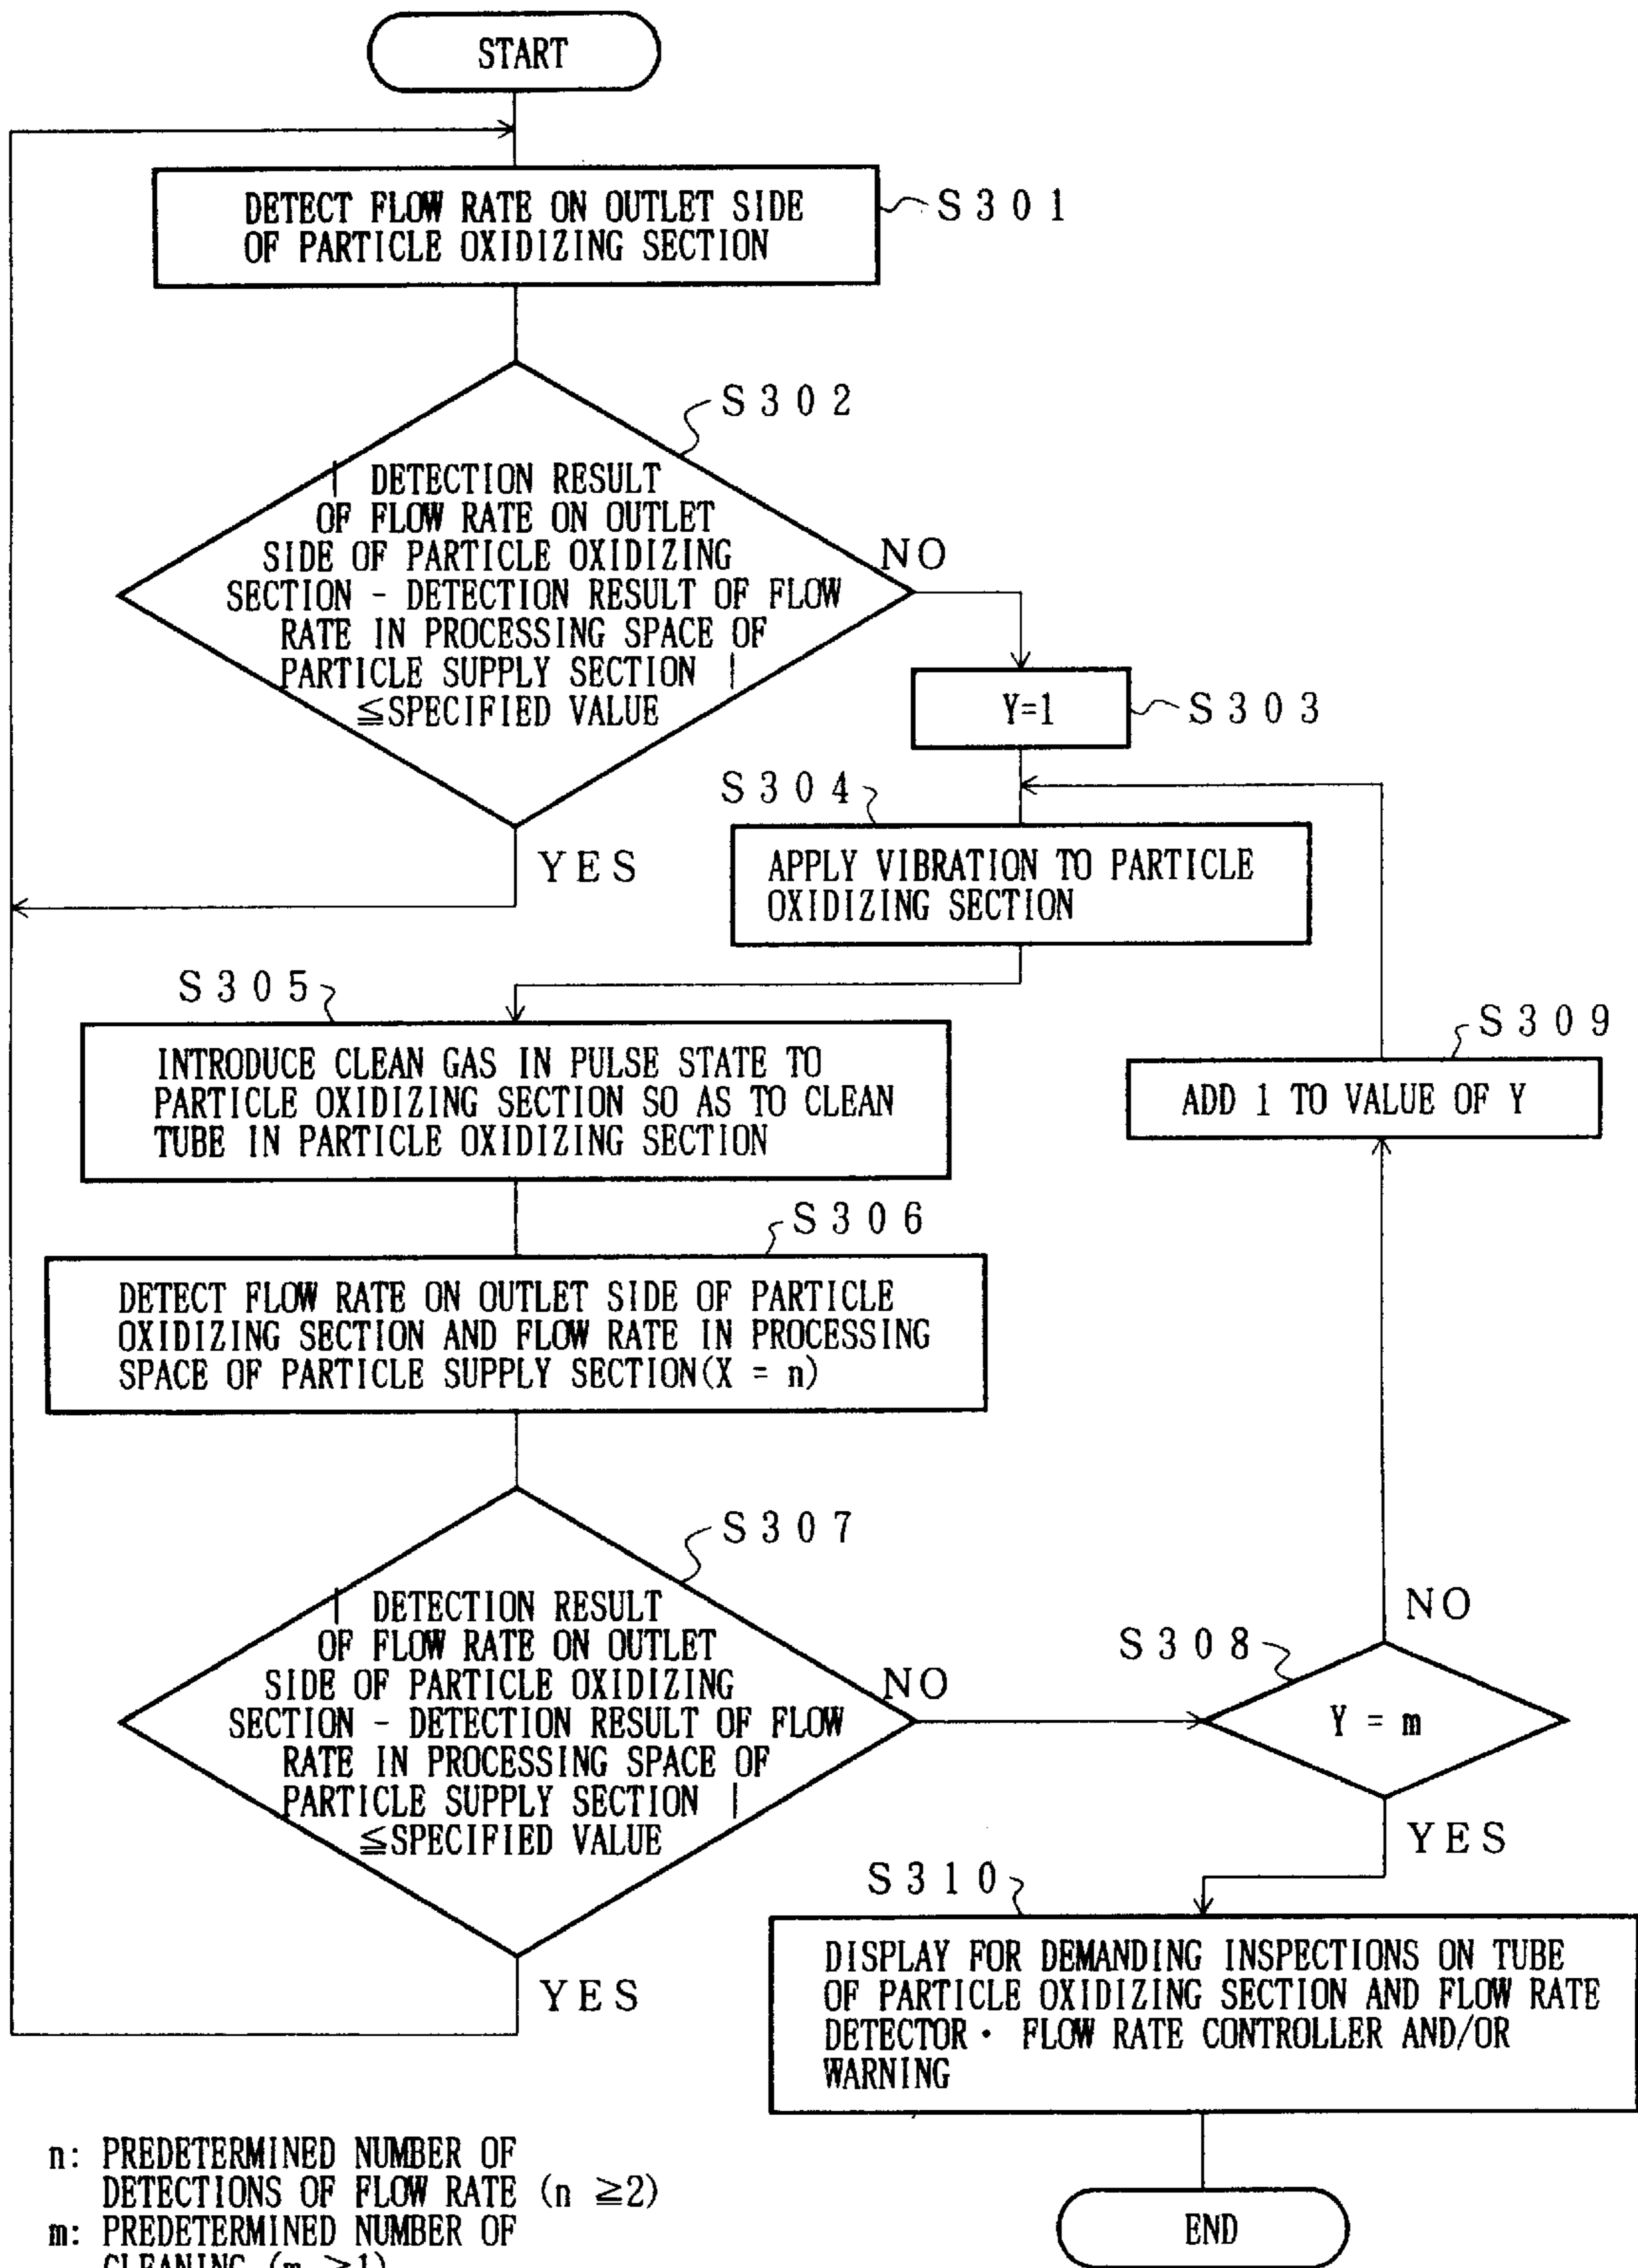 START
DETECT FLOW RATE ON OUTLET SIDE
OF PARTICLE OXIDIZING SECTION
S301
S302
| DETECTION RESULT
OF FLOW RATE ON OUTLET
SIDE OF PARTICLE OXIDIZING
SECTION - DETECTION RESULT OF FLOW
RATE IN PROCESSING SPACE OF
PARTICLE SUPPLY SECTION |
≦SPECIFIED VALUE
NO
YES
Y=1
S303
S304
APPLY VIBRATION TO PARTICLE
OXIDIZING SECTION
S305
INTRODUCE CLEAN GAS IN PULSE STATE TO
PARTICLE OXIDIZING SECTION SO AS TO CLEAN
TUBE IN PARTICLE OXIDIZING SECTION
S309
ADD 1 TO VALUE OF Y
S306
DETECT FLOW RATE ON OUTLET SIDE OF PARTICLE
OXIDIZING SECTION AND FLOW RATE IN PROCESSING
SPACE OF PARTICLE SUPPLY SECTION(X = n)
S307
| DETECTION RESULT
OF FLOW RATE ON OUTLET
SIDE OF PARTICLE OXIDIZING
SECTION - DETECTION RESULT OF FLOW
RATE IN PROCESSING SPACE OF
PARTICLE SUPPLY SECTION |
≦SPECIFIED VALUE
NO
YES
S308
Y = m
NO
YES
S310
DISPLAY FOR DEMANDING INSPECTIONS ON TUBE
OF PARTICLE OXIDIZING SECTION AND FLOW RATE
DETECTOR・ FLOW RATE CONTROLLER AND/OR
WARNING
END
n: PREDETERMINED NUMBER OF
DETECTIONS OF FLOW RATE (n ≧2)
m: PREDETERMINED NUMBER OF
CLEANING (m ≧1)